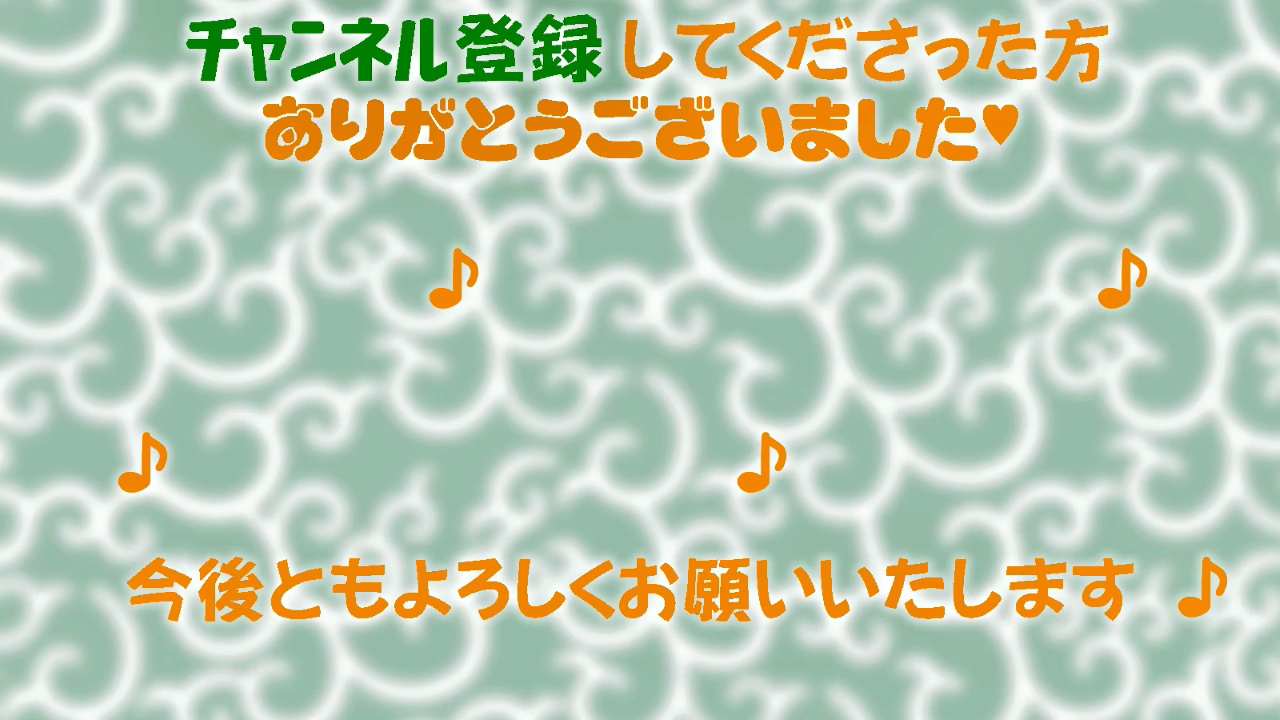 チャンネル登録してくださった方
ありがとうございました♥
♪ ♪
♪ ♪
今後ともよろしくお願いいたします ♪